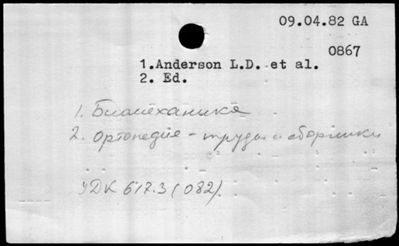 09.04.82 GA
0867
1.Anderson L.D. et al.
2. Ed.
1. Биомеханика
2. Ортопедия - труды и сборники
УДК 617.3 (082).